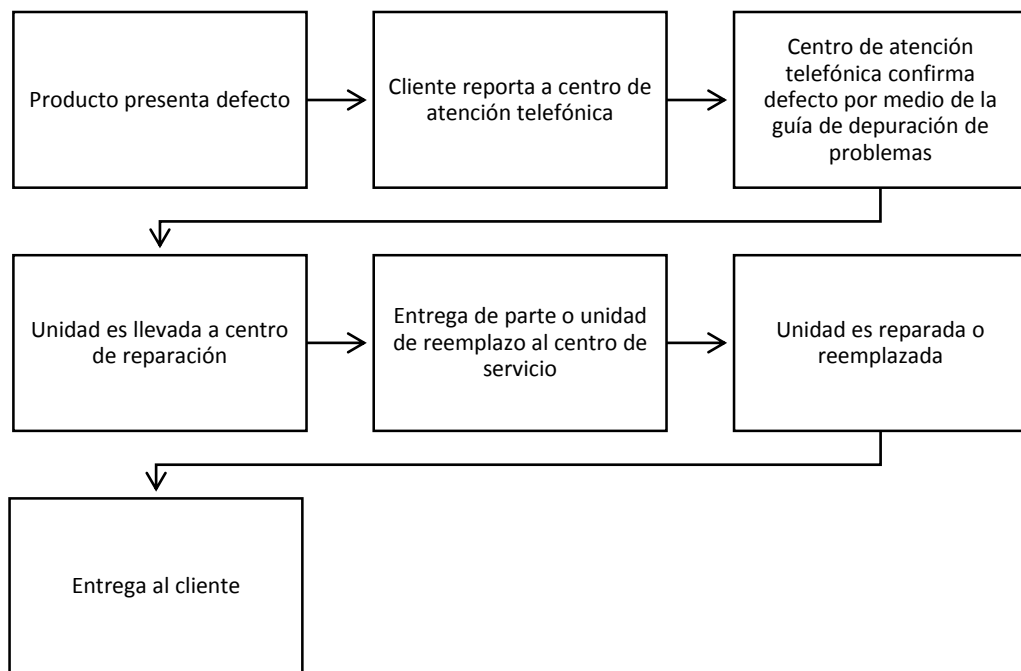 Producto presenta defecto
Cliente reporta a centro de
atención telefónica
Centro de atención
telefónica confirma
defecto por medio de la
guía de depuración de
problemas
Unidad es llevada a centro
de reparación
Entrega de parte o unidad
de reemplazo al centro de
servicio
Unidad es reparada o
reemplazada
Entrega al cliente